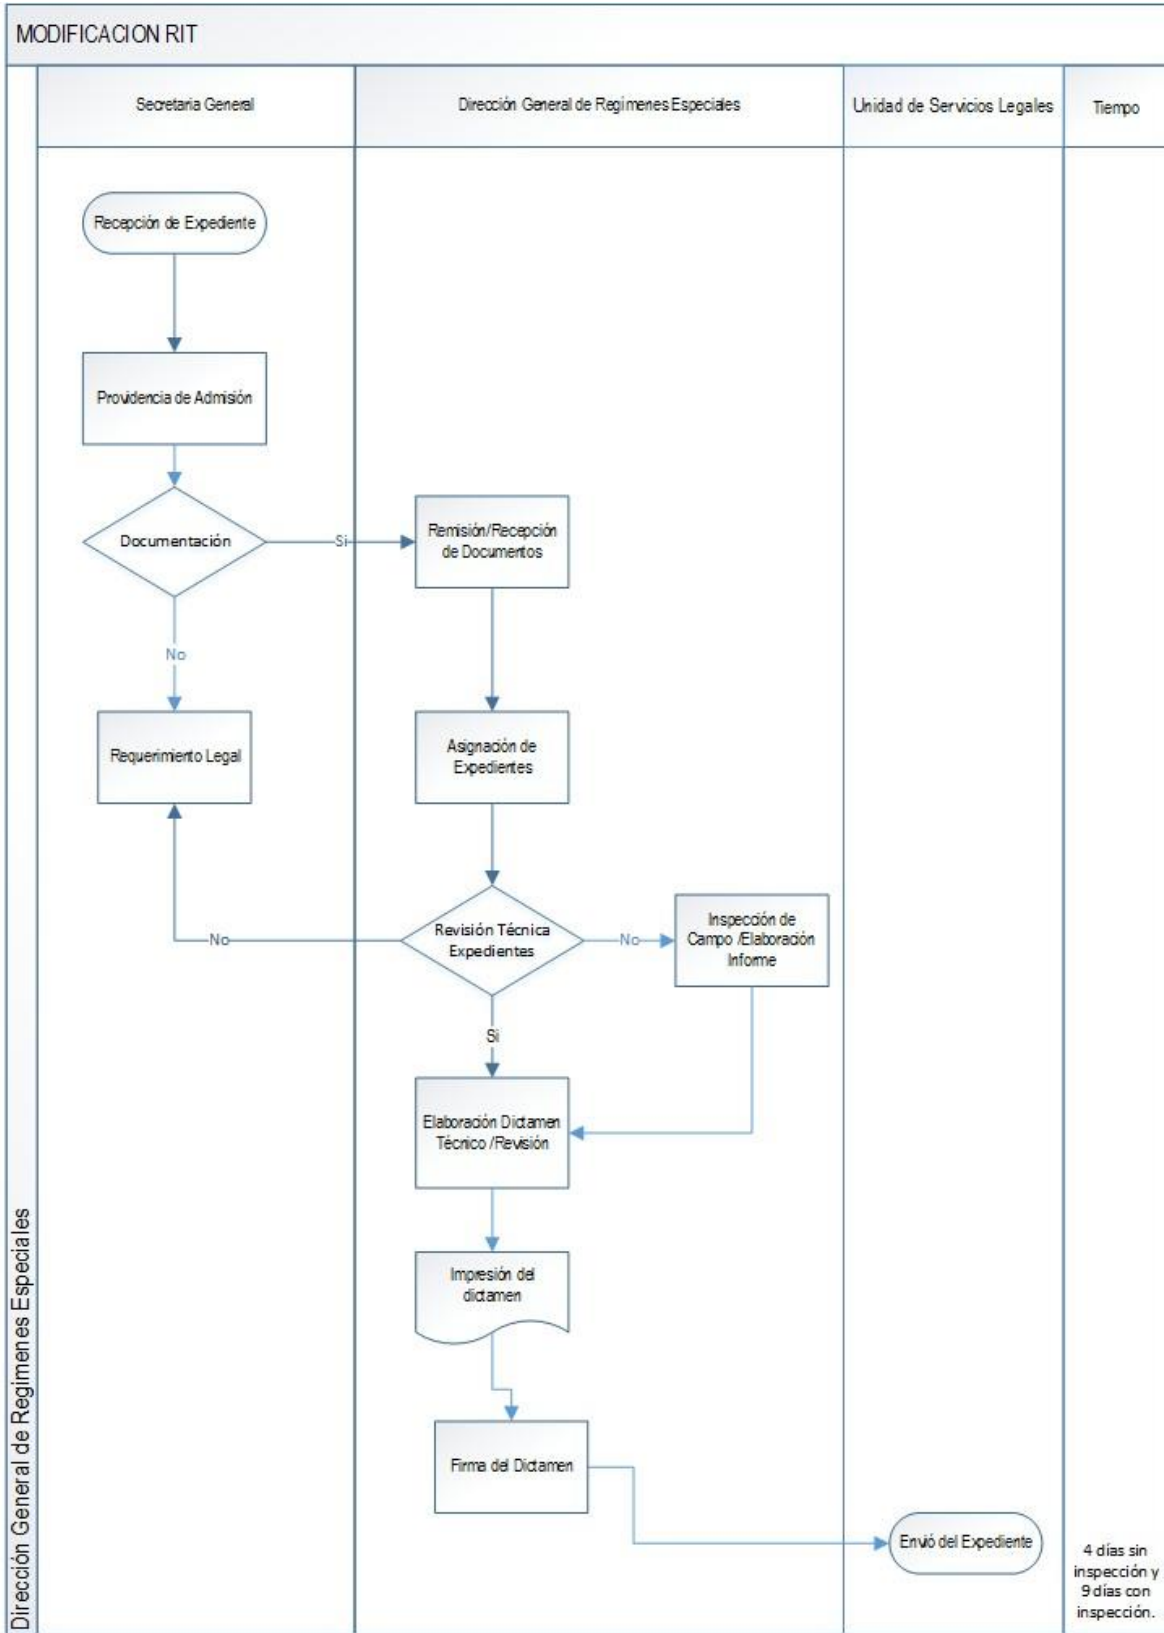 MODIFICACION RIT
Secretaria General
Dirección General de Regimenes Especiales
Unidad de Servicios Legales
Tiempo
Recepción de Expediente
Providencia de Admisión
Documentación
Si
Remisión/Recepción
de Documentos
No
Requerimiento Legal
Asignación de
Expedientes
Revisión Técnica
Expedientes
No
No
Inspección de
Campo /Elaboración
Informe
Si
Elaboración Dictamen
Técnico /Revisión
Impresión del
dictamen
Firma del Dictamen
Envió del Expediente
4 días sin
inspección y
9 días con
inspección.
Dirección General de Regimenes Especiales